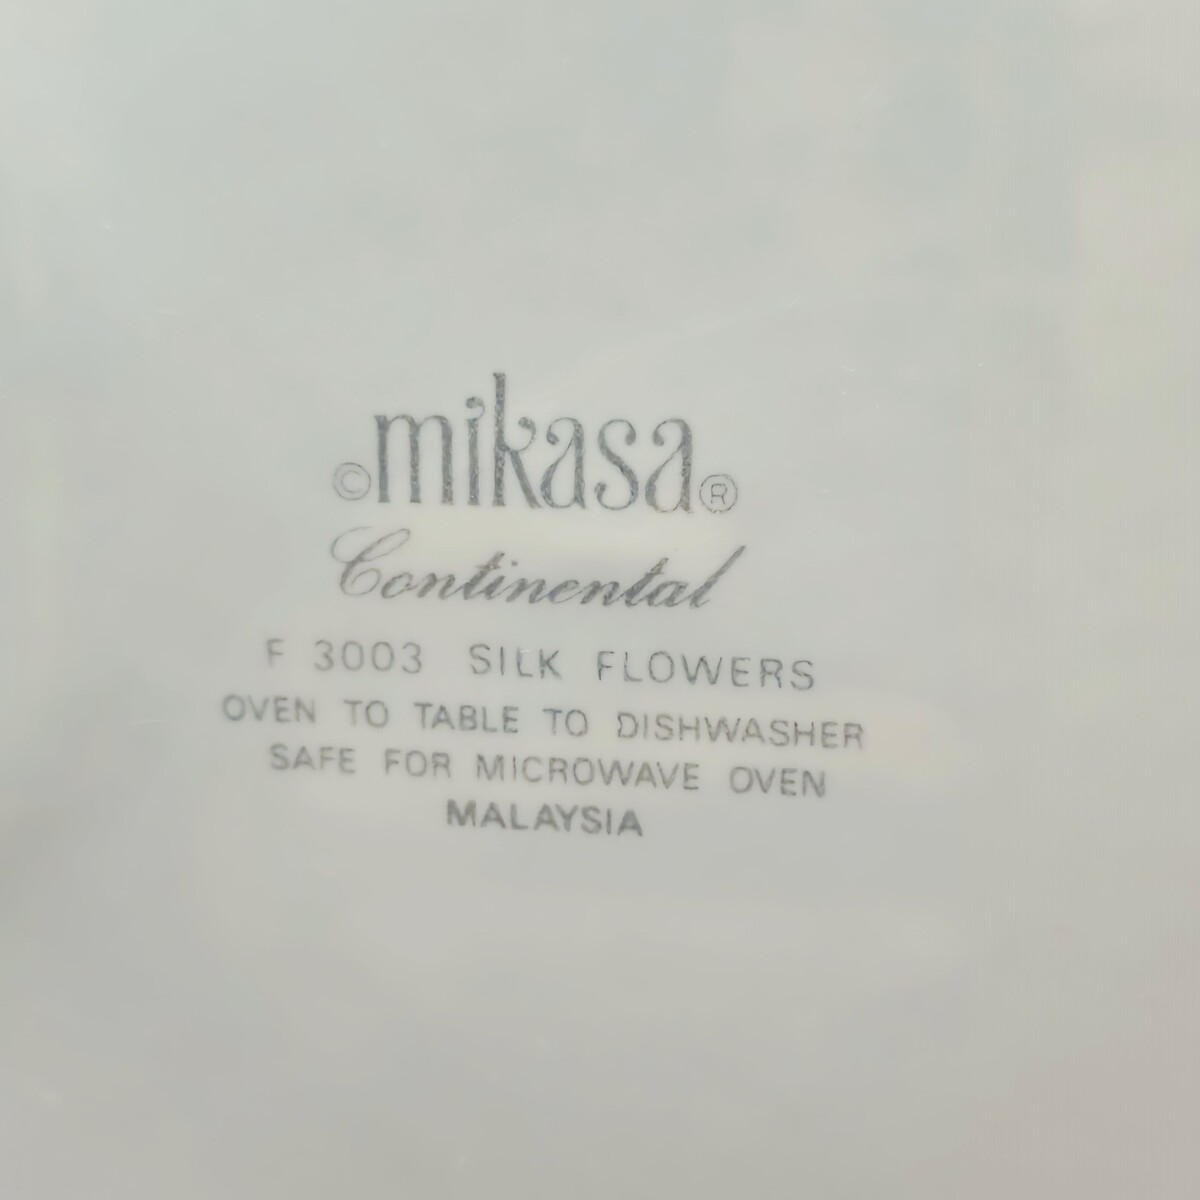 ©mikasa®
Continental
F 3003 SILK FLOWERS
OVEN TO TABLE TO DISHWASHER
SAFE FOR MICROWAVE OVEN
MALAYSIA